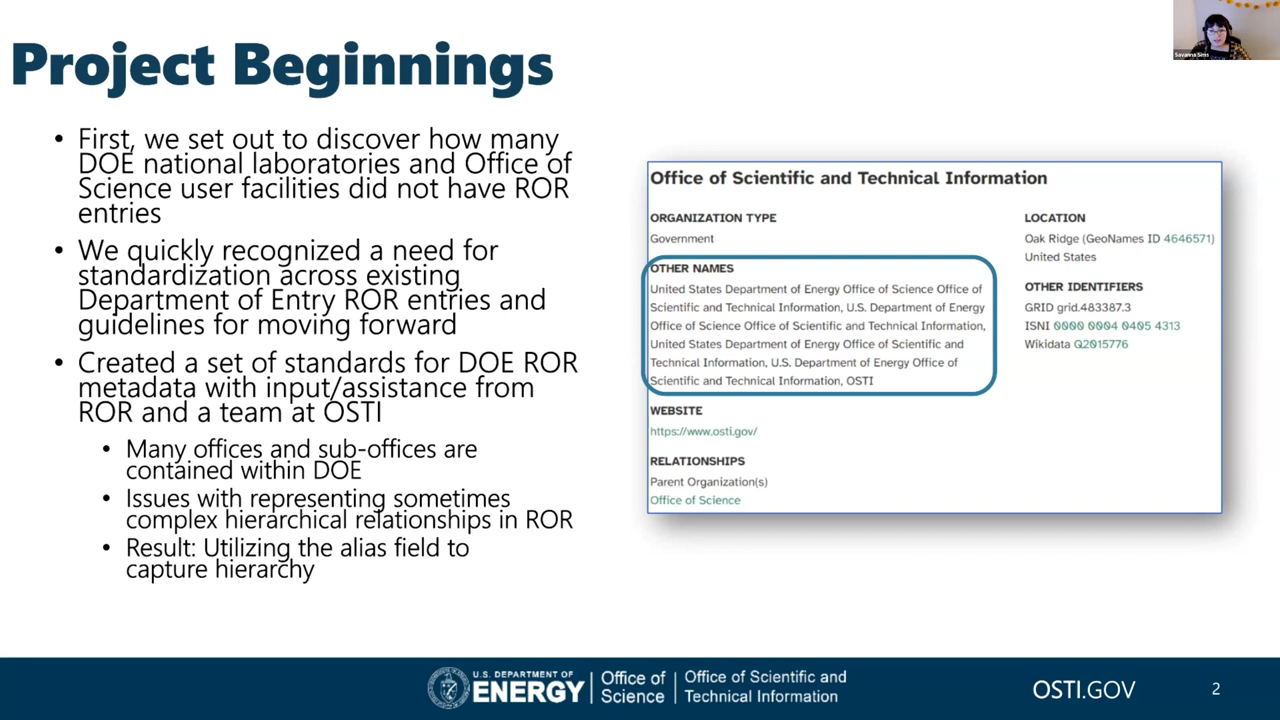 Project Beginnings
Savanna Sims
• First, we set out to discover how many
DOE national laboratories and Office of
Science user facilities did not have ROR
entries
• We quickly recognized a need for
standardization across existing
Department of Entry ROR entries and
guidelines for moving forward
• Created a set of standards for DOE ROR
metadata with input/assistance from
ROR and a team at OSTI
• Many offices and sub-offices are
contained within DOE
• Issues with representing sometimes
complex hierarchical relationships in ROR
• Result: Utilizing the alias field to
capture hierarchy
Office of Scientific and Technical Information
ORGANIZATION TYPE
Government
OTHER NAMES
United States Department of Energy Office of Science Office of
Scientific and Technical Information, U.S. Department of Energy
Office of Science Office of Scientific and Technical Information,
United States Department of Energy Office of Scientific and
Technical Information, U.S. Department of Energy Office of
Scientific and Technical Information, OSTI
WEBSITE
https://www.osti.gov/
RELATIONSHIPS
Parent Organization(s)
Office of Science
LOCATION
Oak Ridge (GeoNames ID 4646571)
United States
OTHER IDENTIFIERS
GRID grid.483387.3
ISNI 0000 0004 0405 4313
Wikidata Q2015776
U.S. DEPARTMENT OF
ENERGY
Office of
Science
Office of Scientific and
Technical Information
OSTI.GOV
2